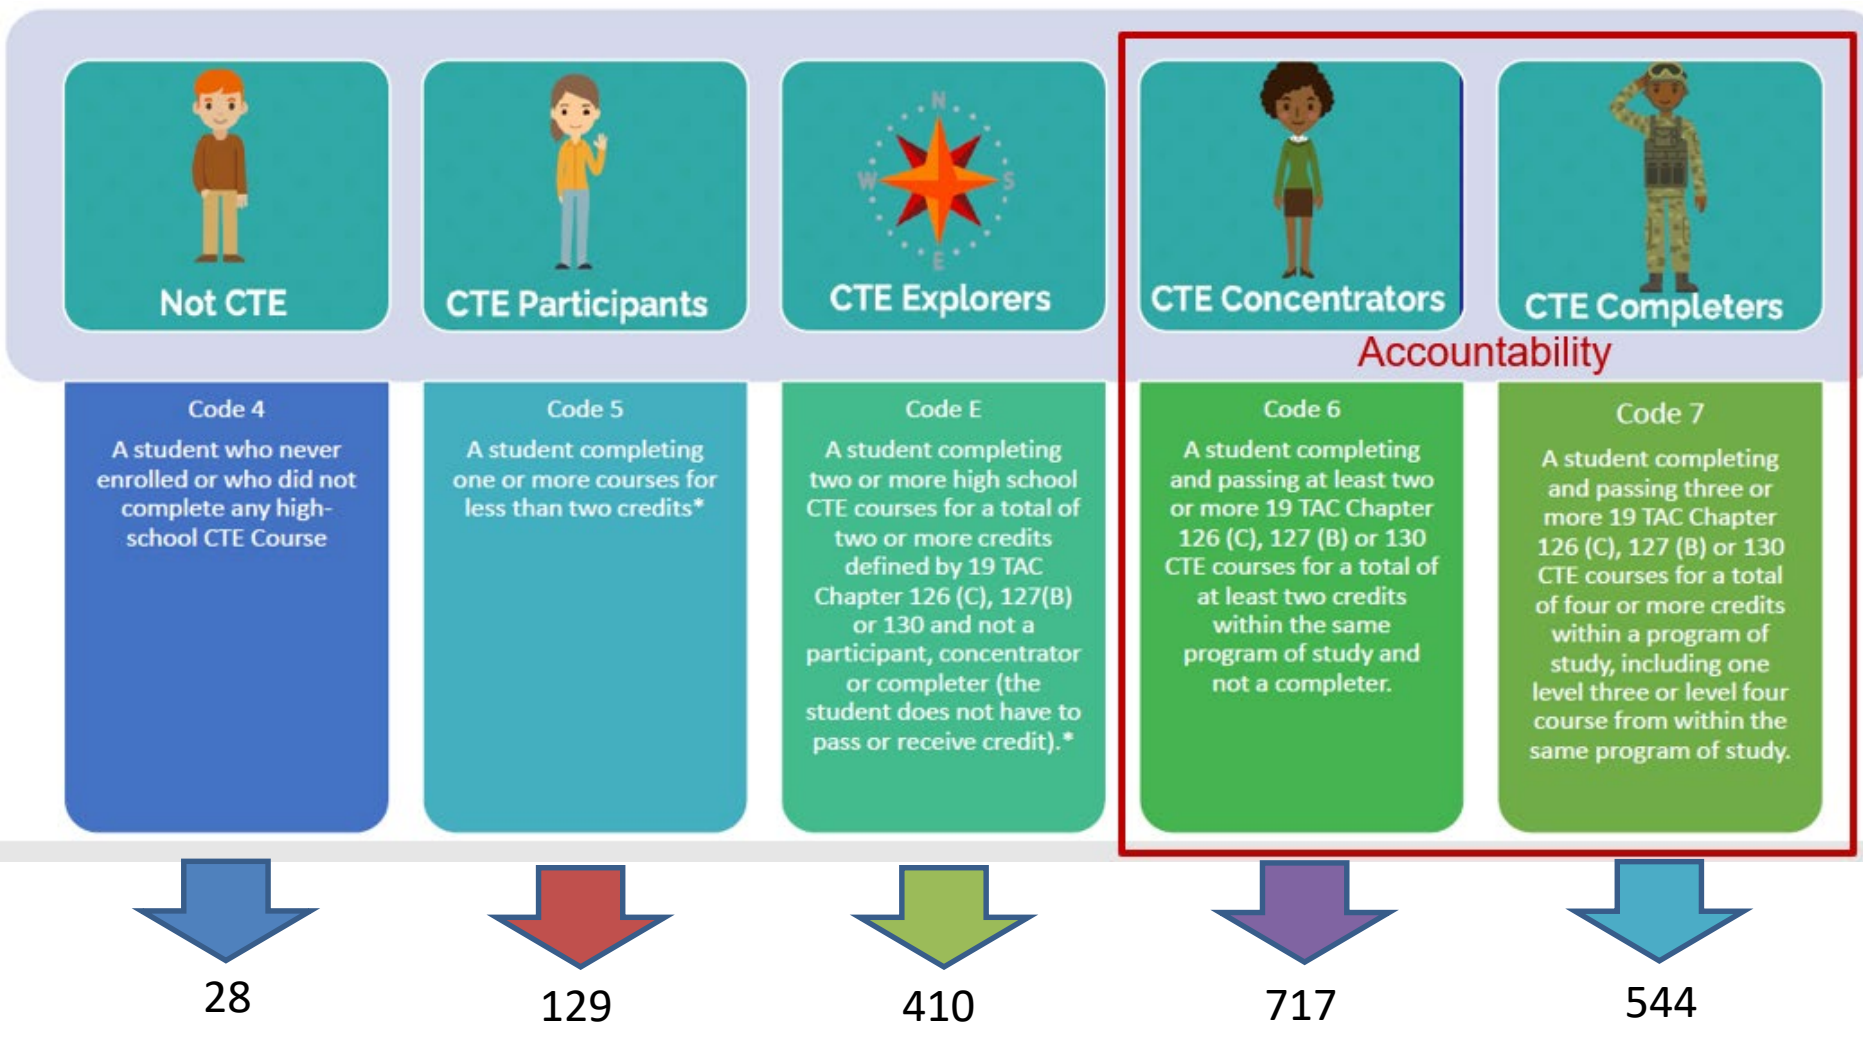 N
W
S
E
Not CTE
CTE Participants
CTE Explorers
CTE Concentrators
CTE Completers
Accountability
Code 4
A student who never
enrolled or who did not
complete any high-
school CTE Course
Code 5
A student completing
one or more courses for
less than two credits*
Code E
A student completing
two or more high school
CTE courses for a total of
two or more credits
defined by 19 TAC
Chapter 126 (C), 127(B)
or 130 and not a
participant, concentrator
or completer (the
student does not have to
pass or receive credit).*
Code 6
A student completing
and passing at least two
or more 19 TAC Chapter
126 (C), 127 (B) or 130
CTE courses for a total of
at least two credits
within the same
program of study and
not a completer.
Code 7
A student completing
and passing three or
more 19 TAC Chapter
126 (C), 127 (B) or 130
CTE courses for a total
of four or more credits
within a program of
study, including one
level three or level four
course from within the
same program of study.
28
129
410
717
544